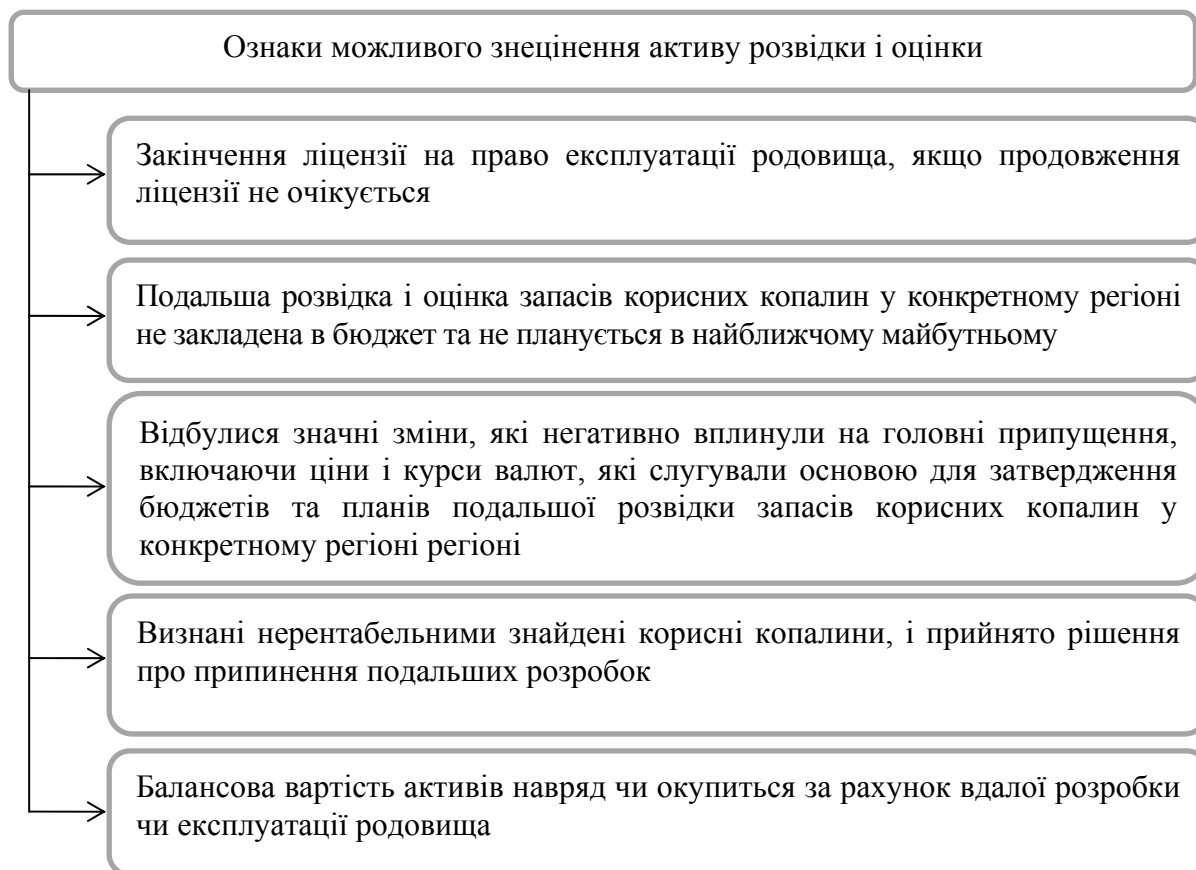 Ознаки можливого знецінення активу розвідки і оцінки
Закінчення ліцензії на право експлуатації родовища, якщо продовження
ліцензії не очікується
Подальша розвідка і оцінка запасів корисних копалин у конкретному регіоні
не закладена в бюджет та не планується в найближчому майбутньому
Відбулися значні зміни, які негативно вплинули на головні припущення,
включаючи ціни і курси валют, які слугували основою для затвердження
бюджетів та планів подальшої розвідки запасів корисних копалин у
конкретному регіоні регіоні
Визнані нерентабельними знайдені корисні копалини, і прийнято рішення
про припинення подальших розробок
Балансова вартість активів навряд чи окупиться за рахунок вдалої розробки
чи експлуатації родовища